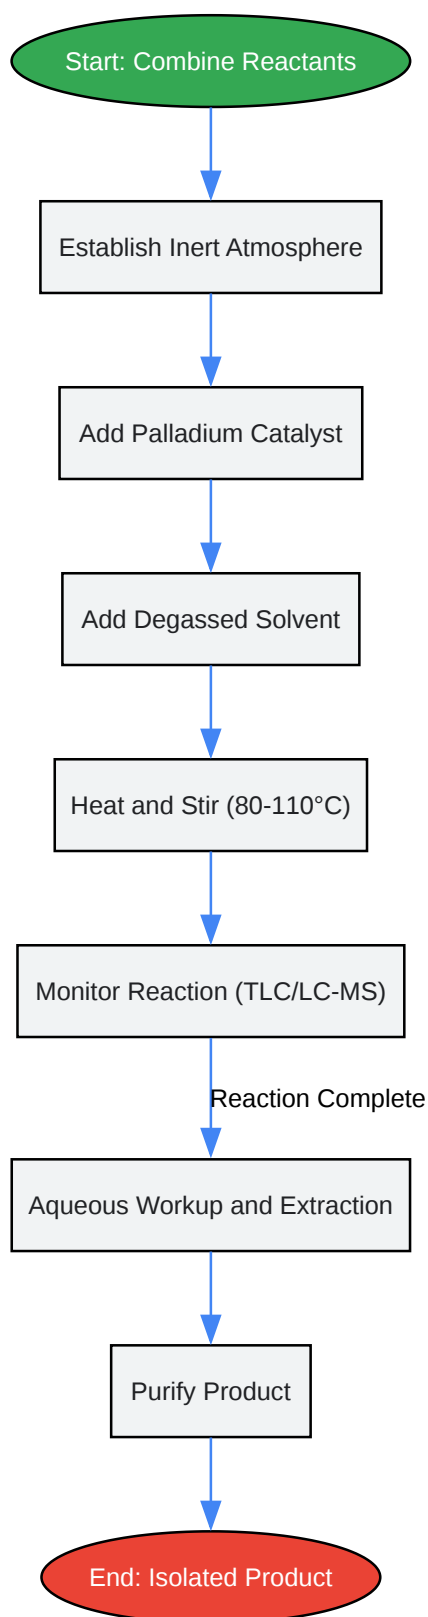 Start: Combine Reactants
Establish Inert Atmosphere
Add Palladium Catalyst
Add Degassed Solvent
Heat and Stir (80-110°C)
Monitor Reaction (TLC/LC-MS)
Reaction Complete
Aqueous Workup and Extraction
Purify Product
End: Isolated Product